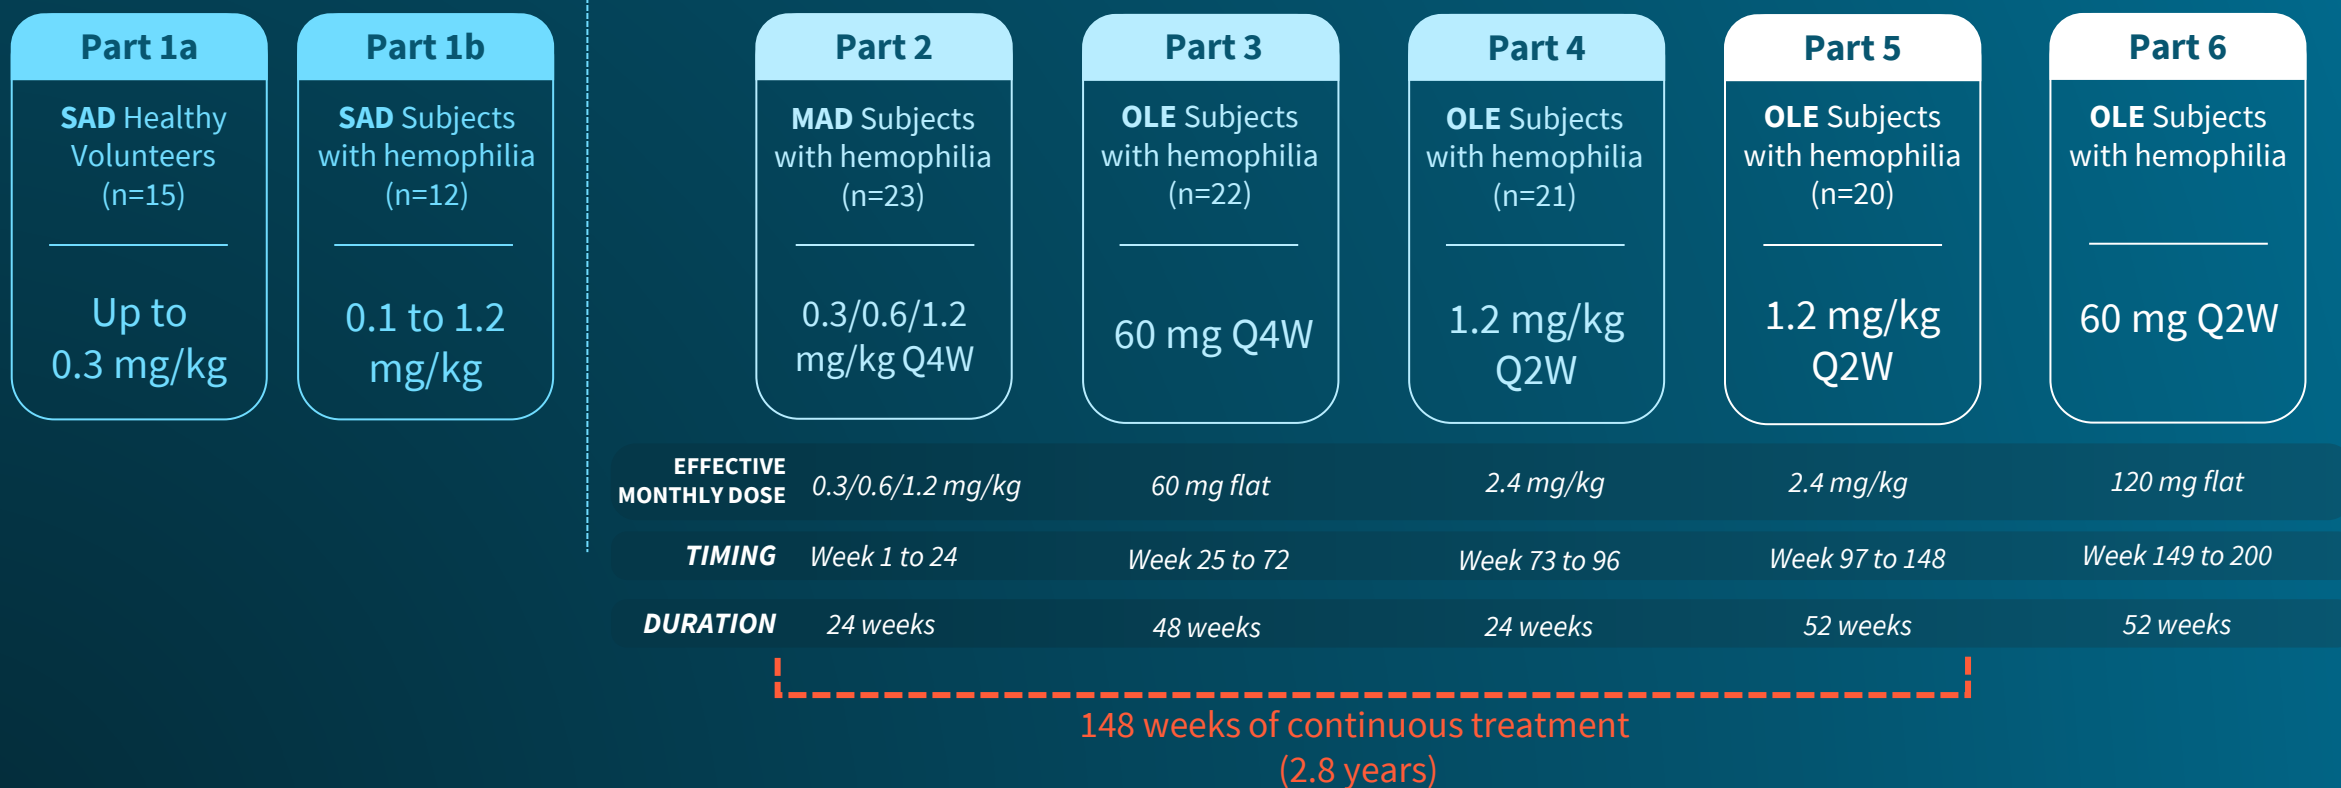 Part 1a
SAD Healthy
Volunteers
(n=15)
Up to
0.3 mg/kg
Part 1b
SAD Subjects
with hemophilia
(n=12)
0.1 to 1.2
mg/kg
Part 2
MAD Subjects
with hemophilia
(n=23)
0.3/0.6/1.2
mg/kg Q4W
Part 3
OLE Subjects
with hemophilia
(n=22)
60 mg Q4W
Part 4
OLE Subjects
with hemophilia
(n=21)
1.2 mg/kg
Q2W
Part 5
OLE Subjects
with hemophilia
(n=20)
1.2 mg/kg
Q2W
Part 6
OLE Subjects
with hemophilia
60 mg Q2W
EFFECTIVE
MONTHLY DOSE
0.3/0.6/1.2 mg/kg
60 mg flat
2.4 mg/kg
2.4 mg/kg
120 mg flat
TIMING
Week 1 to 24
Week 25 to 72
Week 73 to 96
Week 97 to 148
Week 149 to 200
DURATION
24 weeks
48 weeks
24 weeks
52 weeks
52 weeks
148 weeks of continuous treatment
(2.8 years)